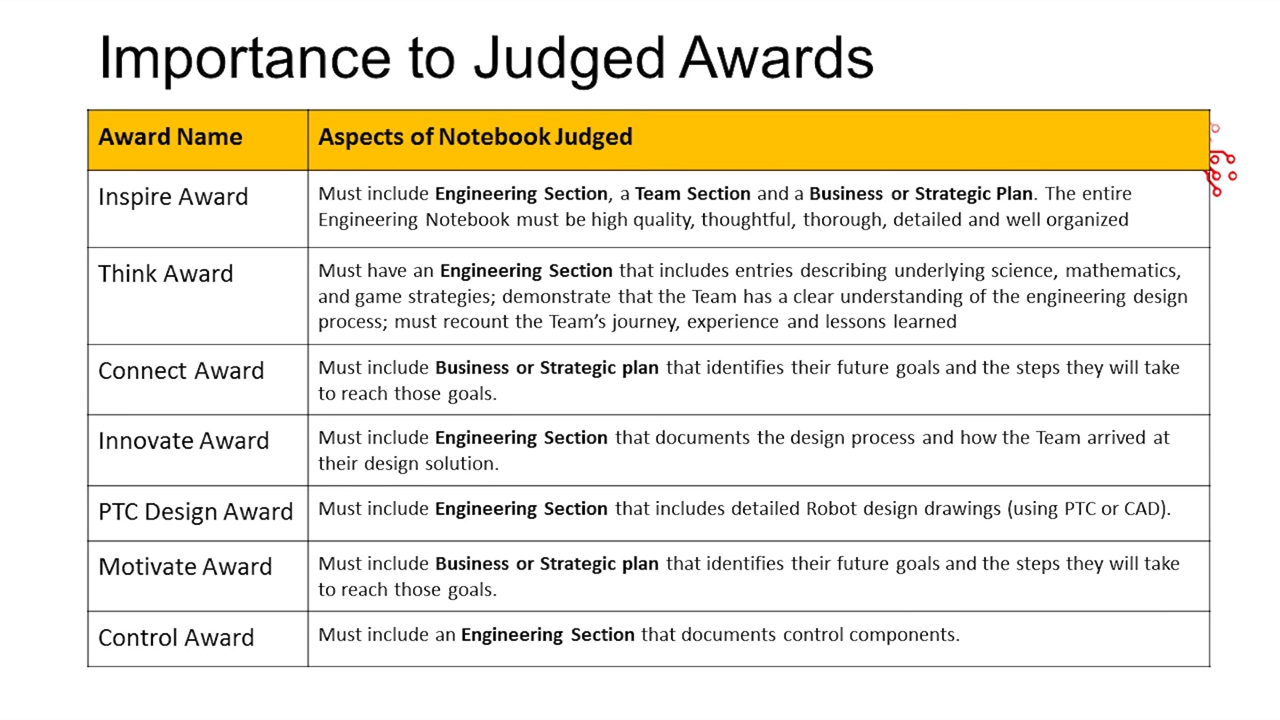 Importance to Judged Awards
Award Name
Aspects of Notebook Judged
Inspire Award
Must include Engineering Section, a Team Section and a Business or Strategic Plan. The entire
Engineering Notebook must be high quality, thoughtful, thorough, detailed and well organized
Think Award
Must have an Engineering Section that includes entries describing underlying science, mathematics,
and game strategies; demonstrate that the Team has a clear understanding of the engineering design
process; must recount the Team's journey, experience and lessons learned
Connect Award
Must include Business or Strategic plan that identifies their future goals and the steps they will take
to reach those goals.
Innovate Award
Must include Engineering Section that documents the design process and how the Team arrived at
their design solution.
PTC Design Award
Must include Engineering Section that includes detailed Robot design drawings (using PTC or CAD).
Motivate Award
Must include Business or Strategic plan that identifies their future goals and the steps they will take
to reach those goals.
Control Award
Must include an Engineering Section that documents control components.